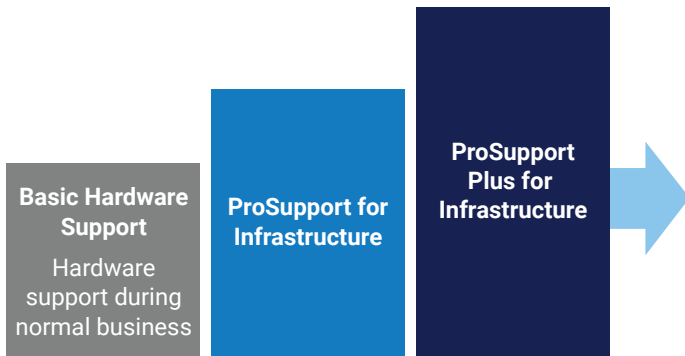 Basic Hardware
Support
Hardware
support during
normal business
ProSupport for
Infrastructure
ProSupport
Plus for
Infrastructure